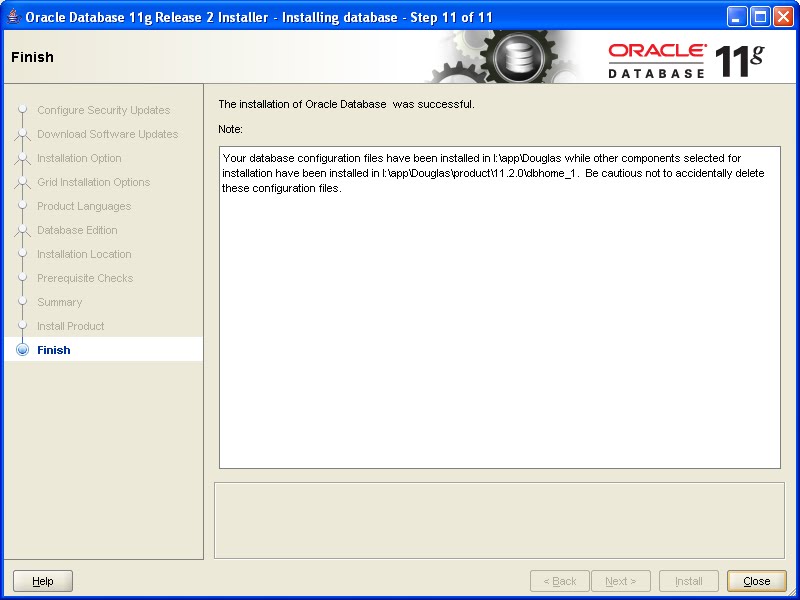 Oracle Database 11g Release 2 Installer - Installing database - Step 11 of 11
Finish
ORACLE®
DATABASE 11g
Configure Security Updates
Download Software Updates
Installation Option
Grid Installation Options
Product Languages
Database Edition
Installation Location
Prerequisite Checks
Summary
Install Product
Finish
The installation of Oracle Database  was successful.
Note:
Your database configuration files have been installed in I:\app\Douglas while other components selected for
installation have been installed in I:\app\Douglas\product\11.2.0\dbhome_1.  Be cautious not to accidentally delete
these configuration files.
Help
< Back
Next >
Install
Close